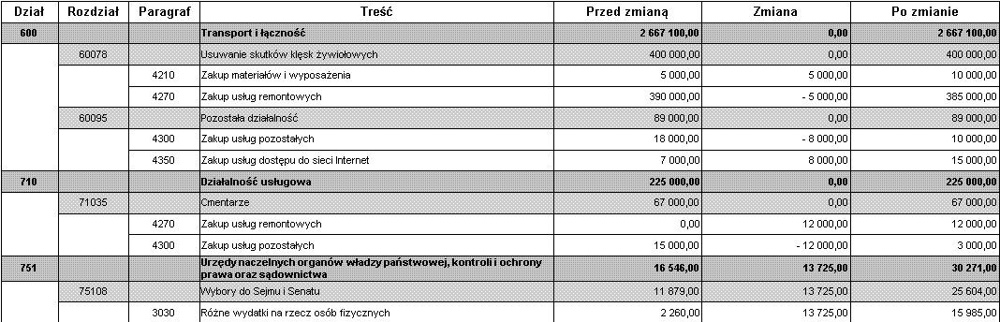 Dział Rozdział Paragraf Treść Przed zmianą Zmiana Po zmianie
600 Transport i łączność 2 667 100,00 0,00 2 667 100,00
60078 Usuwanie skutków klęsk żywiołowych 400 000,00 0,00 400 000,00
4210 Zakup materiałów i wyposażenia 5 000,00 5 000,00 10 000,00
4270 Zakup usług remontowych 390 000,00 - 5 000,00 385 000,00
60095 Pozostała działalność 89 000,00 0,00 89 000,00
4300 Zakup usług pozostałych 18 000,00 - 8 000,00 10 000,00
4350 Zakup usług dostępu do sieci Internet 7 000,00 8 000,00 15 000,00
710 Działalność usługowa 225 000,00 0,00 225 000,00
71035 Cmentarze 67 000,00 0,00 67 000,00
4270 Zakup usług remontowych 0,00 12 000,00 12 000,00
4300 Zakup usług pozostałych 15 000,00 - 12 000,00 3 000,00
751 Urzędy naczelnych organów władzy państwowej, kontroli i ochrony
prawa oraz sądownictwa 16 546,00 13 725,00 30 271,00
75108 Wybory do Sejmu i Senatu 11 879,00 13 725,00 25 604,00
3030 Różne wydatki na rzecz osób fizycznych 2 260,00 13 725,00 15 985,00